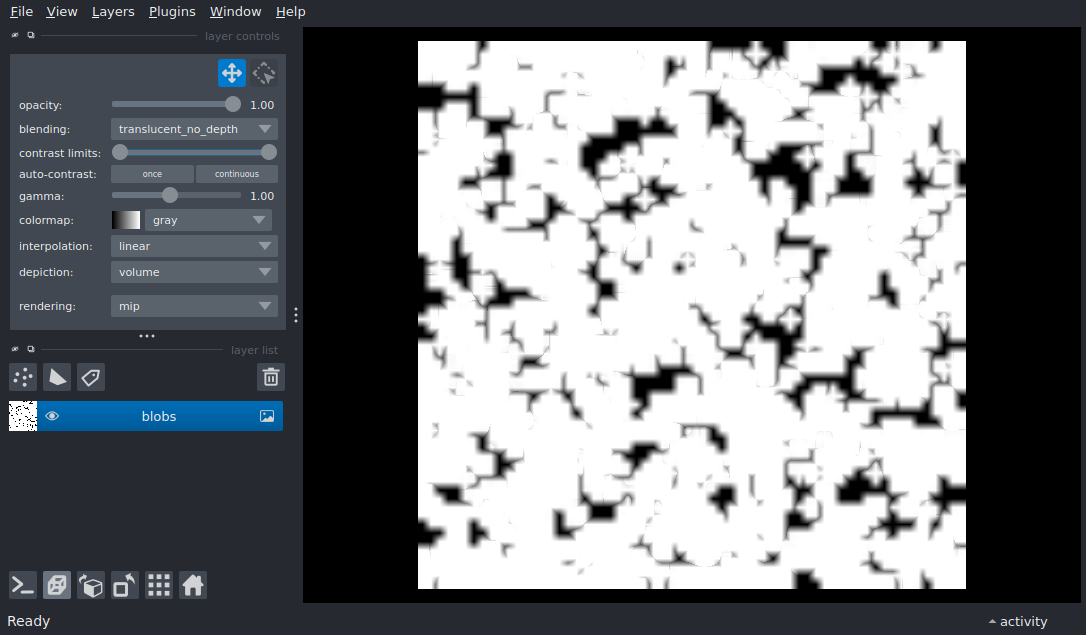 File View Layers Plugins Window Help
layer controls
opacity: 1.00
blending: translucent_no_depth
contrast limits:
auto-contrast: once continuous
gamma: 1.00
colormap: gray
interpolation: linear
depiction: volume
rendering: mip
layer list
blobs
Ready activity